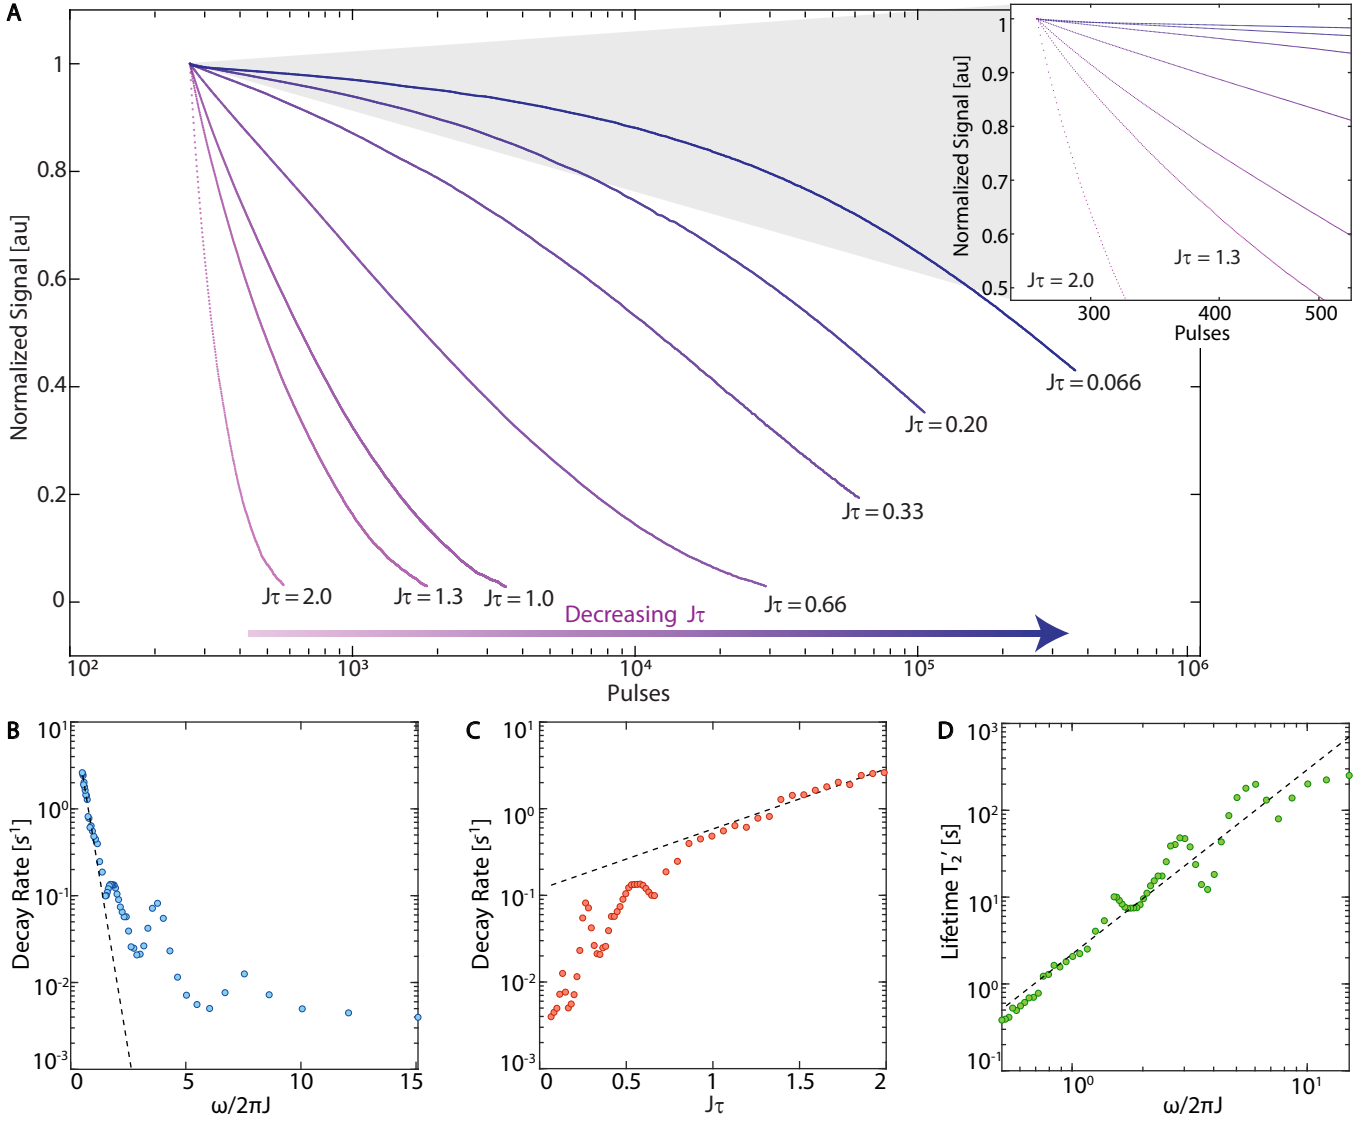 A
Normalized Signal [au]
1
0.8
0.6
0.4
0.2
0
Jτ = 2.0
Jτ = 1.3
Jτ = 1.0
Jτ = 0.66
Jτ = 0.33
Jτ = 0.20
Jτ = 0.066
Decreasing Jτ
10²
10³
10⁴
10⁵
10⁶
Pulses
Normalized Signal [au]
1
0.9
0.8
0.7
0.6
0.5
Jτ = 2.0
Jτ = 1.3
300
400
500
Pulses
B
Decay Rate [s⁻¹]
10¹
10⁰
10⁻¹
10⁻²
10⁻³
0
5
10
15
ω/2πJ
C
Decay Rate [s⁻¹]
10¹
10⁰
10⁻¹
10⁻²
10⁻³
0
0.5
1
1.5
2
Jτ
D
Lifetime T₂′ [s]
10³
10²
10¹
10⁰
10⁻¹
10⁰
10¹
ω/2πJ